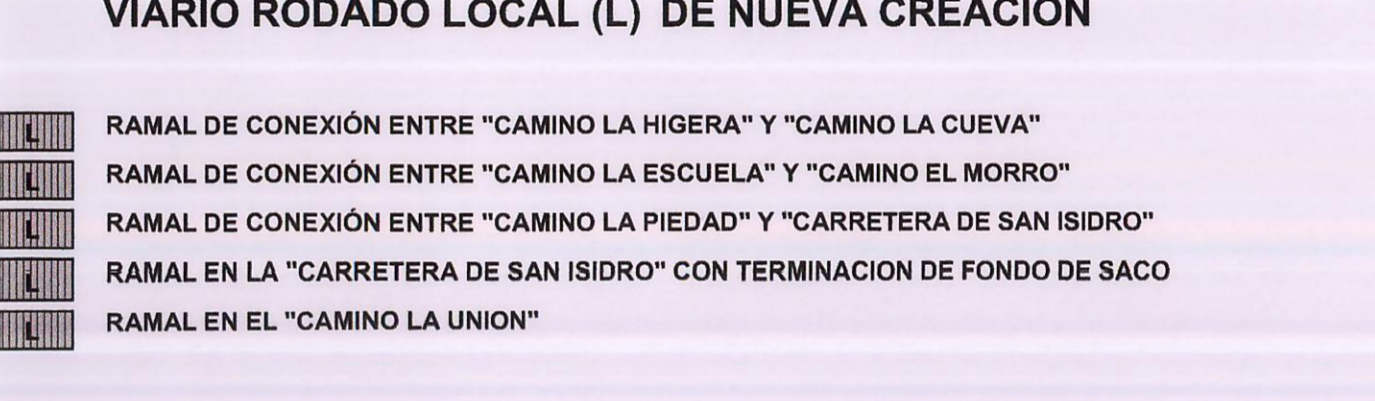 VIARIO RODADO LOCAL (L) DE NUEVA CREACIÓN
L RAMAL DE CONEXIÓN ENTRE "CAMINO LA HIGERA" Y "CAMINO LA CUEVA"
L RAMAL DE CONEXIÓN ENTRE "CAMINO LA ESCUELA" Y "CAMINO EL MORRO"
L RAMAL DE CONEXIÓN ENTRE "CAMINO LA PIEDAD" Y "CARRETERA DE SAN ISIDRO"
L RAMAL EN LA "CARRETERA DE SAN ISIDRO" CON TERMINACION DE FONDO DE SACO
L RAMAL EN EL "CAMINO LA UNION"